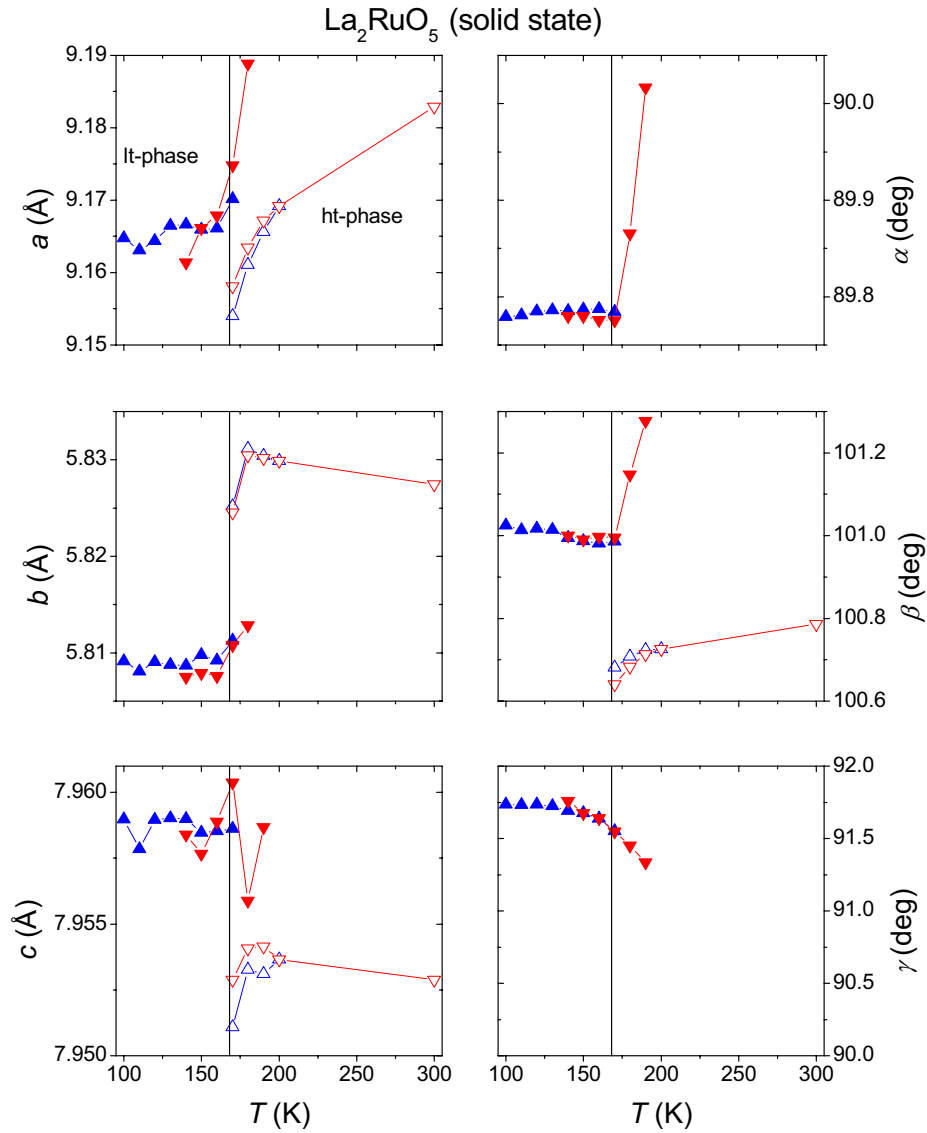 La₂RuO₅ (solid state)
9.19
9.18
9.17
9.16
9.15
a (Å)
lt-phase
ht-phase
90.0
89.9
89.8
α (deg)
5.83
5.82
5.81
b (Å)
101.2
101.0
100.8
100.6
β (deg)
7.960
7.955
7.950
c (Å)
100 150 200 250 300
T (K)
92.0
91.5
91.0
90.5
90.0
γ (deg)
100 150 200 250 300
T (K)